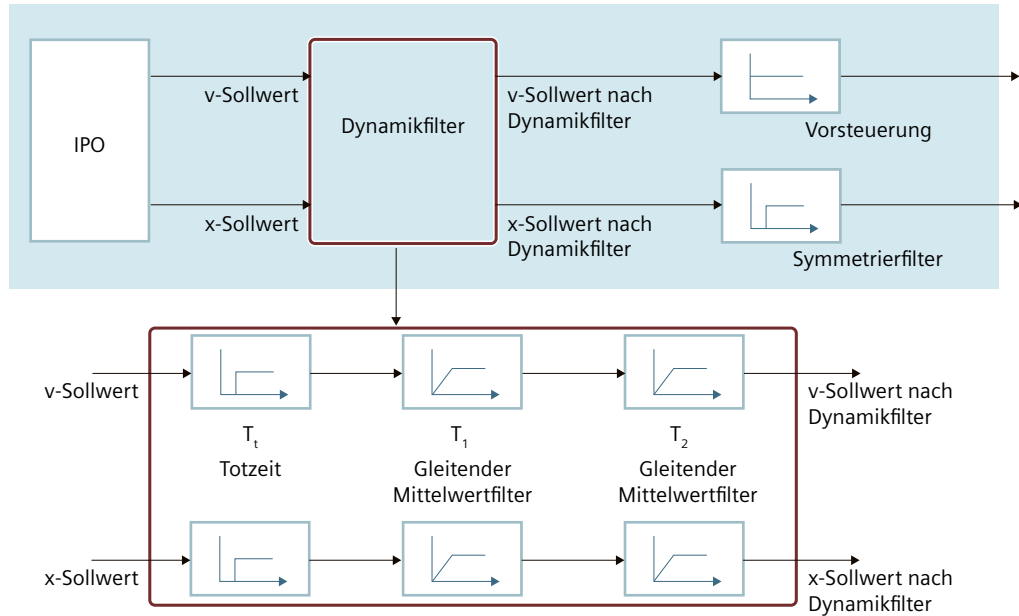 IPO
v-Sollwert
x-Sollwert
Dynamikfilter
v-Sollwert nach
Dynamikfilter
x-Sollwert nach
Dynamikfilter
Vorsteuerung
Symmetrierfilter
v-Sollwert
Tt
Totzeit
T1
Gleitender
Mittelwertfilter
T2
Gleitender
Mittelwertfilter
v-Sollwert nach
Dynamikfilter
x-Sollwert
x-Sollwert nach
Dynamikfilter